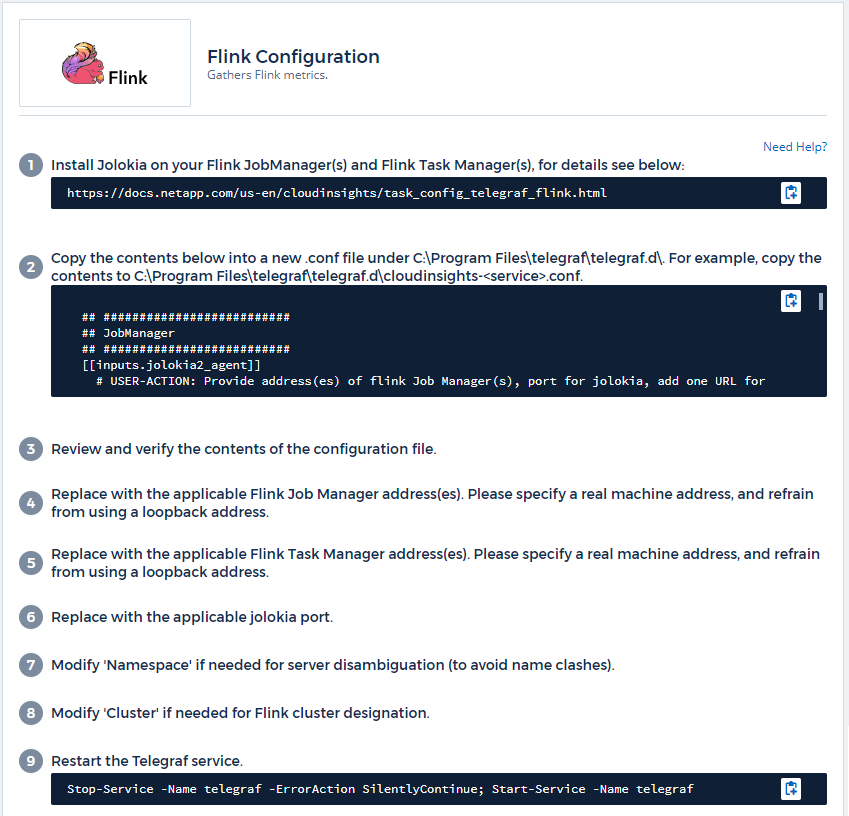 Flink
Flink Configuration
Gathers Flink metrics.
Need Help?
1 Install Jolokia on your Flink JobManager(s) and Flink Task Manager(s), for details see below:
https://docs.netapp.com/us-en/cloudinsights/task_config_telegraf_flink.html
2 Copy the contents below into a new .conf file under C:\Program Files\telegraf\telegraf.d\. For example, copy the
contents to C:\Program Files\telegraf\telegraf.d\cloudinsights-<service>.conf.
## ##########################
## JobManager
## ##########################
[[inputs.jolokia2_agent]]
# USER-ACTION: Provide address(es) of flink Job Manager(s), port for jolokia, add one URL for
3 Review and verify the contents of the configuration file.
4 Replace with the applicable Flink Job Manager address(es). Please specify a real machine address, and refrain
from using a loopback address.
5 Replace with the applicable Flink Task Manager address(es). Please specify a real machine address, and refrain
from using a loopback address.
6 Replace with the applicable jolokia port.
7 Modify 'Namespace' if needed for server disambiguation (to avoid name clashes).
8 Modify 'Cluster' if needed for Flink cluster designation.
9 Restart the Telegraf service.
Stop-Service -Name telegraf -ErrorAction SilentlyContinue; Start-Service -Name telegraf